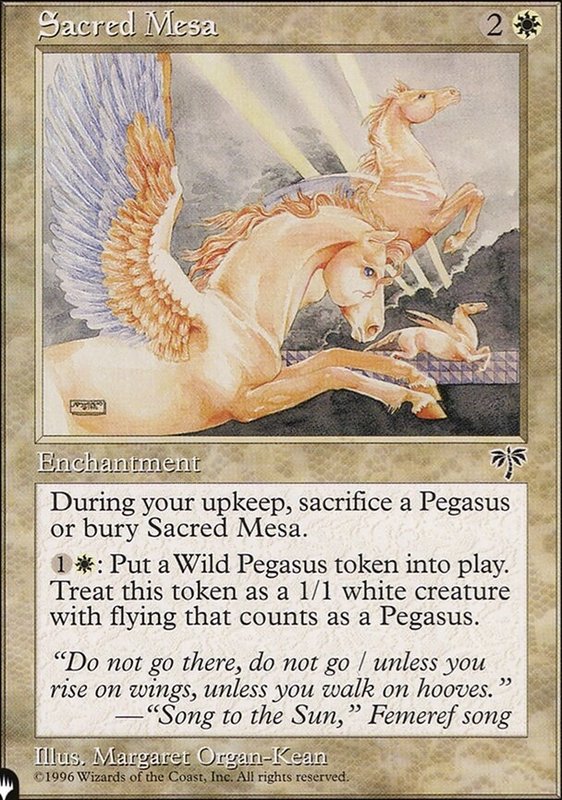 Sacred Mesa 2
Enchantment
During your upkeep, sacrifice a Pegasus
or bury Sacred Mesa.
1 : Put a Wild Pegasus token into play.
Treat this token as a 1/1 white creature
with flying that counts as a Pegasus.
“Do not go there, do not go / unless you
rise on wings, unless you walk on hooves.”
—“Song to the Sun,” Femeref song
Illus. Margaret Organ-Kean
©1996 Wizards of the Coast, Inc. All rights reserved.